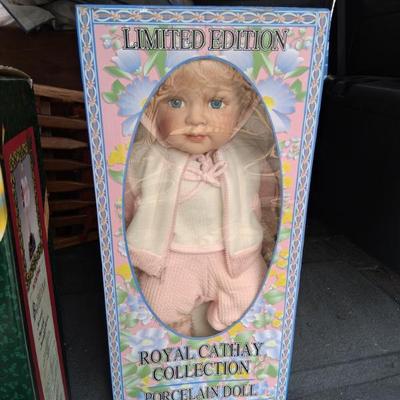 LIMITED EDITION
ROYAL CATHAY
COLLECTION
PORCELAIN DOLL